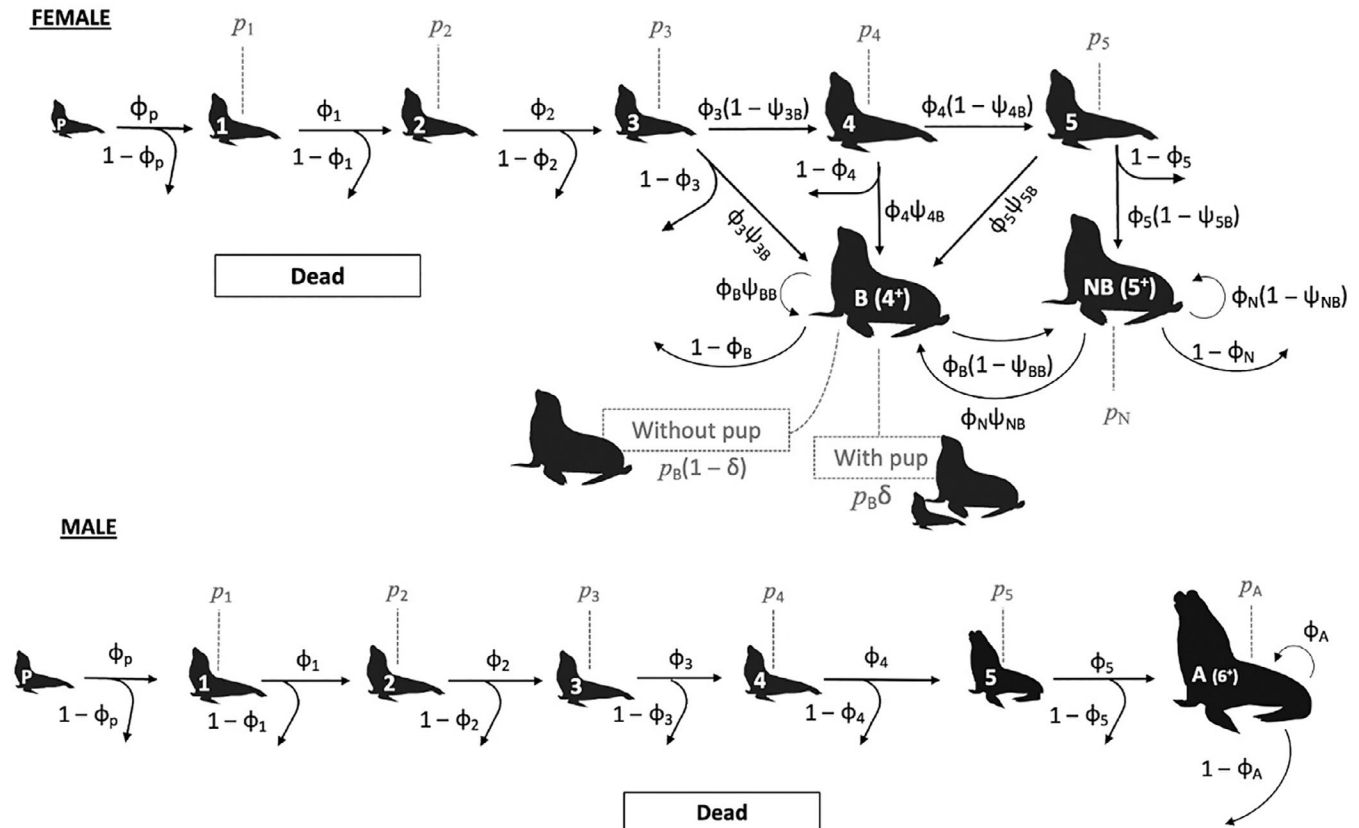 FEMALE
p₁ p₂ p₃ p₄ p₅
P ϕₚ 1 ϕ₁ 2 ϕ₂ 3 ϕ₃(1 – ψ₃B) 4 ϕ₄(1 – ψ₄B) 5
1 – ϕₚ 1 – ϕ₁ 1 – ϕ₂ 1 – ϕ₃ 1 – ϕ₄ 1 – ϕ₅
ϕ₃ψ₃B ϕ₄ψ₄B ϕ₅ψ₅B ϕ₅(1 – ψ₅B)
Dead
ϕBψBB B (4⁺) NB (5⁺) ϕN(1 – ψNB)
1 – ϕB ϕB(1 – ψBB) 1 – ϕN
ϕNψNB pN
Without pup
pB(1 – δ)
With pup
pBδ
MALE
p₁ p₂ p₃ p₄ p₅ pA
P ϕₚ 1 ϕ₁ 2 ϕ₂ 3 ϕ₃ 4 ϕ₄ 5 ϕ₅ A (6⁺) ϕA
1 – ϕₚ 1 – ϕ₁ 1 – ϕ₂ 1 – ϕ₃ 1 – ϕ₄ 1 – ϕ₅ 1 – ϕA
Dead